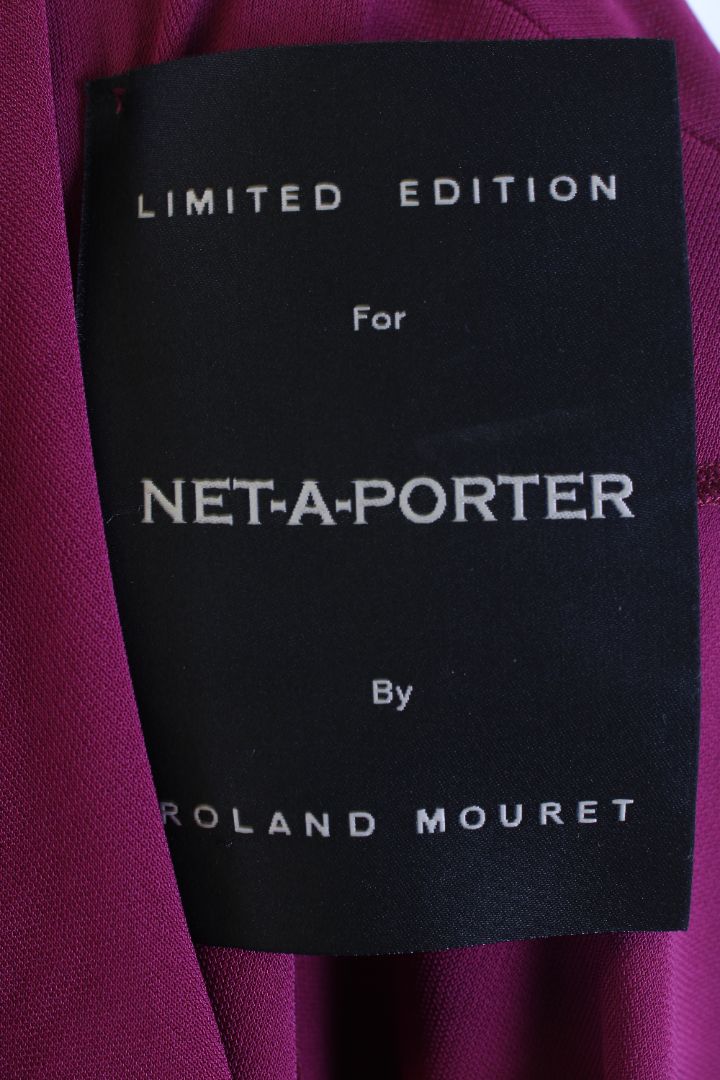 LIMITED EDITION
For
NET-A-PORTER
By
ROLAND MOURET